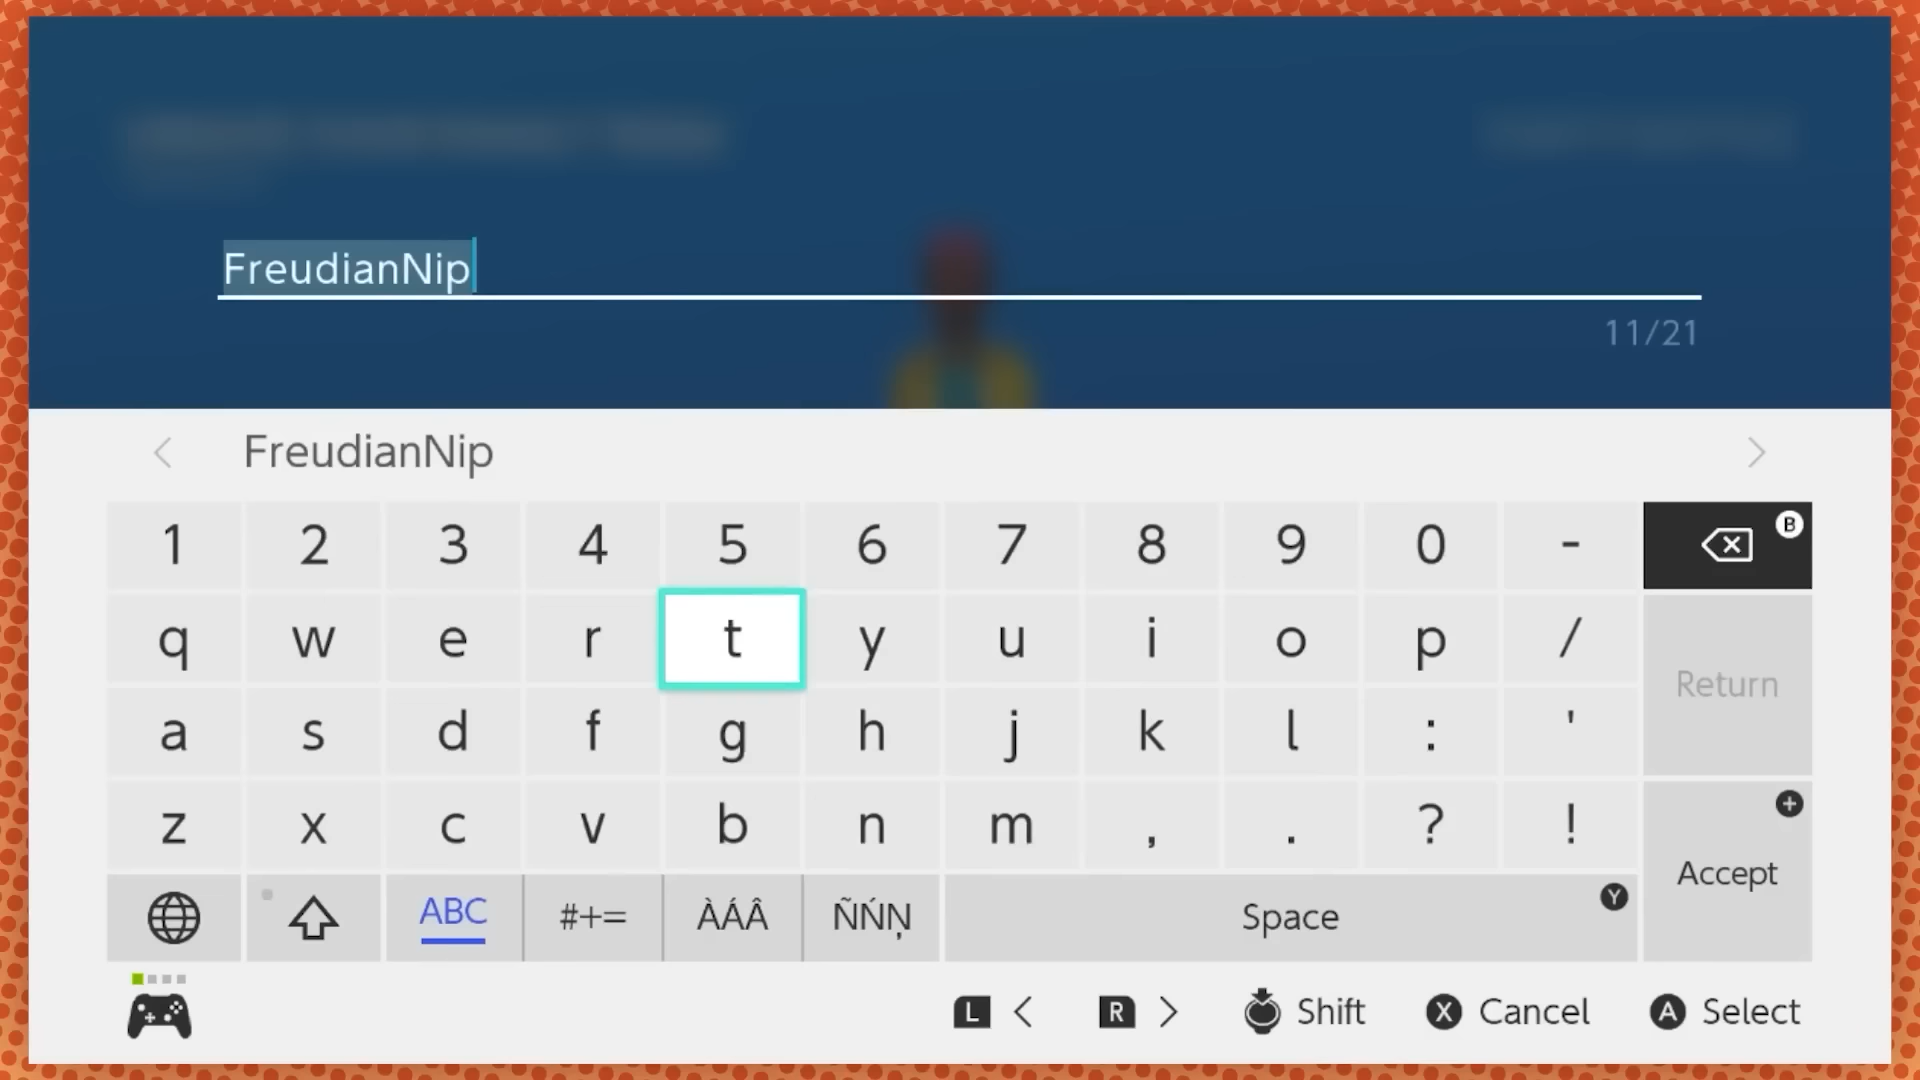 FreudianNip
11/21
FreudianNip
1 2 3 4 5 6 7 8 9 0 - B
q w e r t y u i o p /
Return
a s d f g h j k l : '
z x c v b n m , . ? !
Accept
ABC #+= ÀÁÂ ÑŃŅ Space Y
L < R > Shift X Cancel A Select